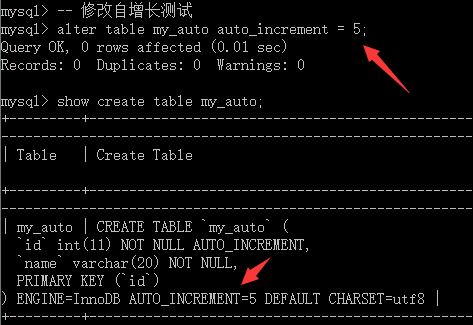 mysql> -- 修改自增长测试
mysql> alter table my_auto auto_increment = 5;
Query OK, 0 rows affected (0.01 sec)
Records: 0  Duplicates: 0  Warnings: 0
mysql> show create table my_auto;
+---------+-----------------------------------------
-----------------------------------------------------
| Table   | Create Table
+---------+-----------------------------------------
-----------------------------------------------------
| my_auto | CREATE TABLE `my_auto` (
  `id` int(11) NOT NULL AUTO_INCREMENT,
  `name` varchar(20) NOT NULL,
  PRIMARY KEY (`id`)
) ENGINE=InnoDB AUTO_INCREMENT=5 DEFAULT CHARSET=utf8 |
+---------+-----------------------------------------